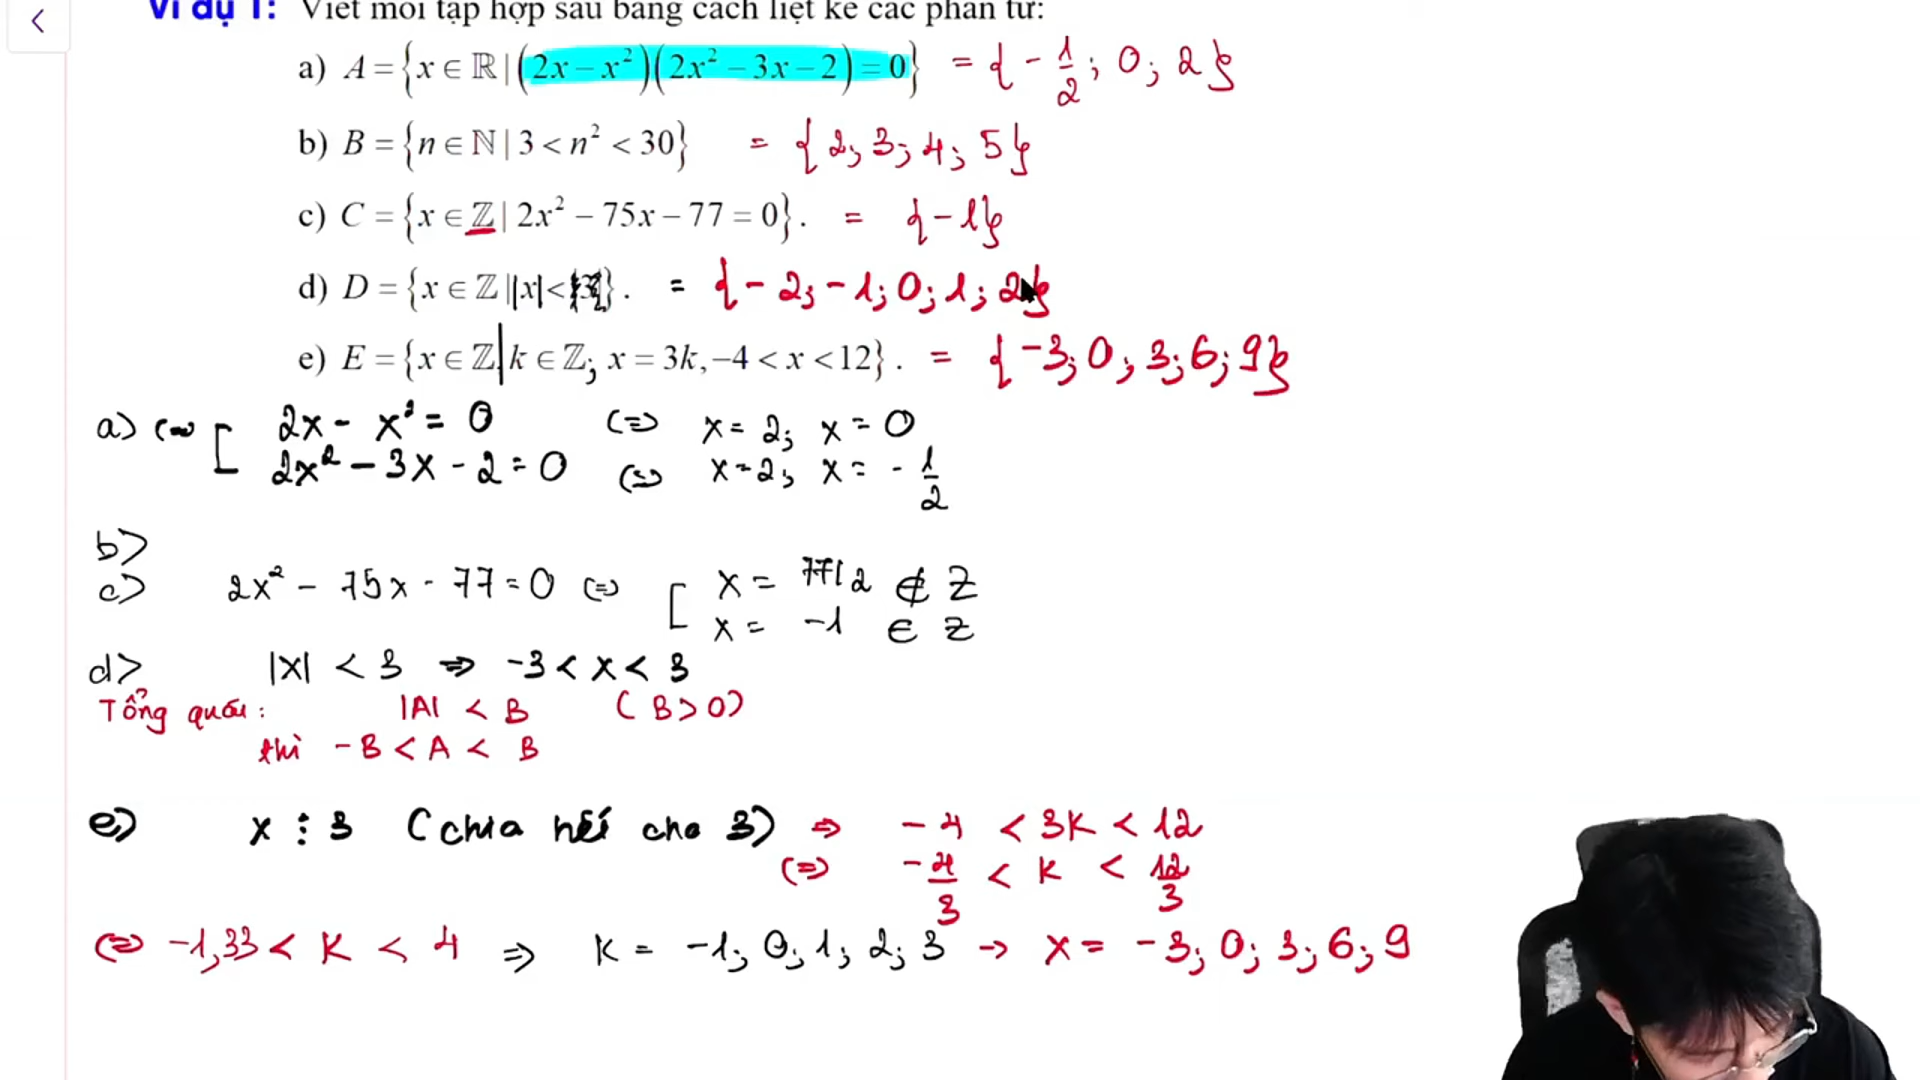 Ví dụ 1: Viết mỗi tập hợp sau bằng cách liệt kê các phần tử:
a) A = {x ∈ ℝ | (2x − x²)(2x² − 3x − 2) = 0} = {-1/2; 0; 2}
b) B = {n ∈ ℕ | 3 < n² < 30} = {2; 3; 4; 5}
c) C = {x ∈ ℤ | 2x² − 75x − 77 = 0}. = {-1}
d) D = {x ∈ ℤ | |x| < 3}. = {-2; -1; 0; 1; 2}
e) E = {x ∈ ℤ | k ∈ ℤ; x = 3k, −4 < x < 12}. = {-3; 0; 3; 6; 9}
a) ⇔ [ 2x - x² = 0 ⇔ x = 2; x = 0
2x² - 3x - 2 = 0 ⇔ x = 2; x = -1/2
b)
c) 2x² - 75x - 77 = 0 ⇔ [ x = 77/2 ∉ Z
x = -1 ∈ Z
d) |x| < 3 ⇒ -3 < x < 3
Tổng quát: |A| < B (B > 0)
thì -B < A < B
e) x ⋮ 3 (chia hết cho 3) ⇒ -4 < 3K < 12
⇔ -4/3 < K < 12/3
⇔ -1,33 < K < 4 ⇒ K = -1; 0; 1; 2; 3 → x = -3; 0; 3; 6; 9